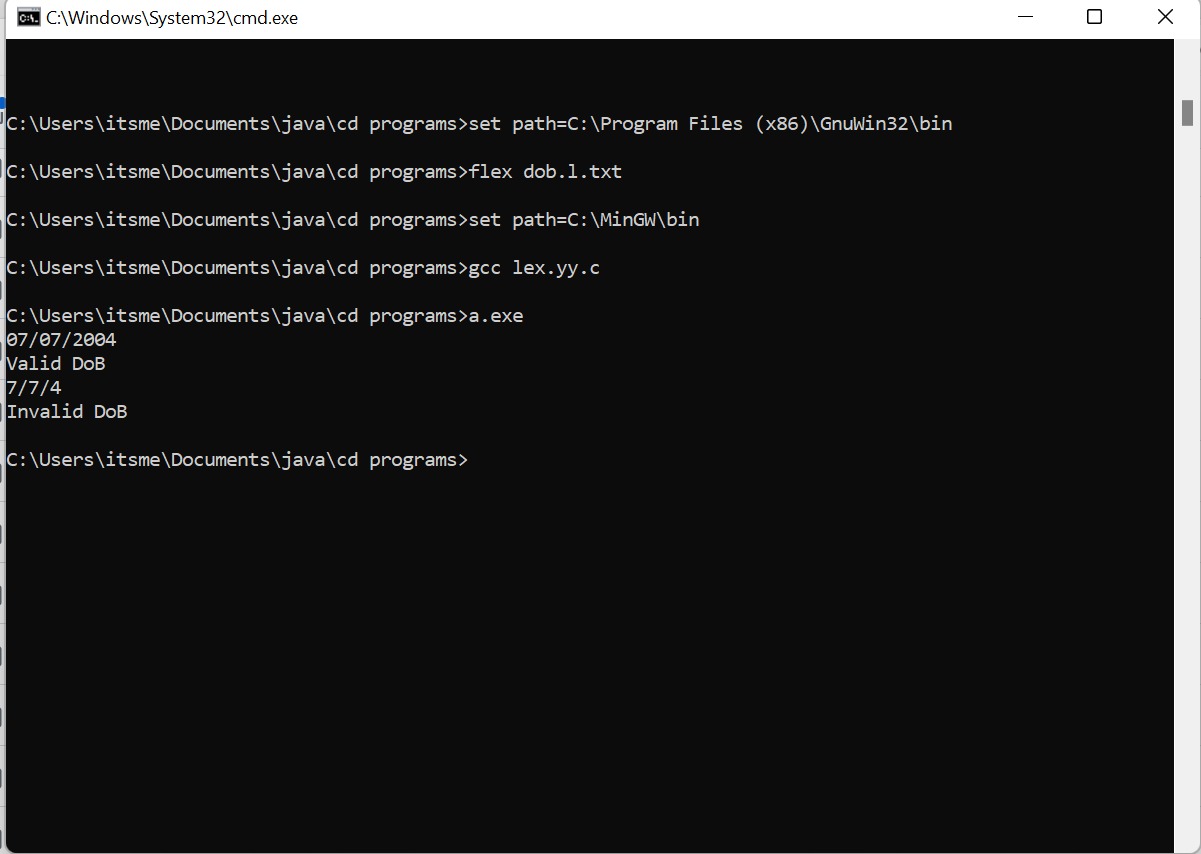 C:\Windows\System32\cmd.exe
C:\Users\itsme\Documents\java\cd programs>set path=C:\Program Files (x86)\GnuWin32\bin
C:\Users\itsme\Documents\java\cd programs>flex dob.l.txt
C:\Users\itsme\Documents\java\cd programs>set path=C:\MinGW\bin
C:\Users\itsme\Documents\java\cd programs>gcc lex.yy.c
C:\Users\itsme\Documents\java\cd programs>a.exe
07/07/2004
Valid DoB
7/7/4
Invalid DoB
C:\Users\itsme\Documents\java\cd programs>